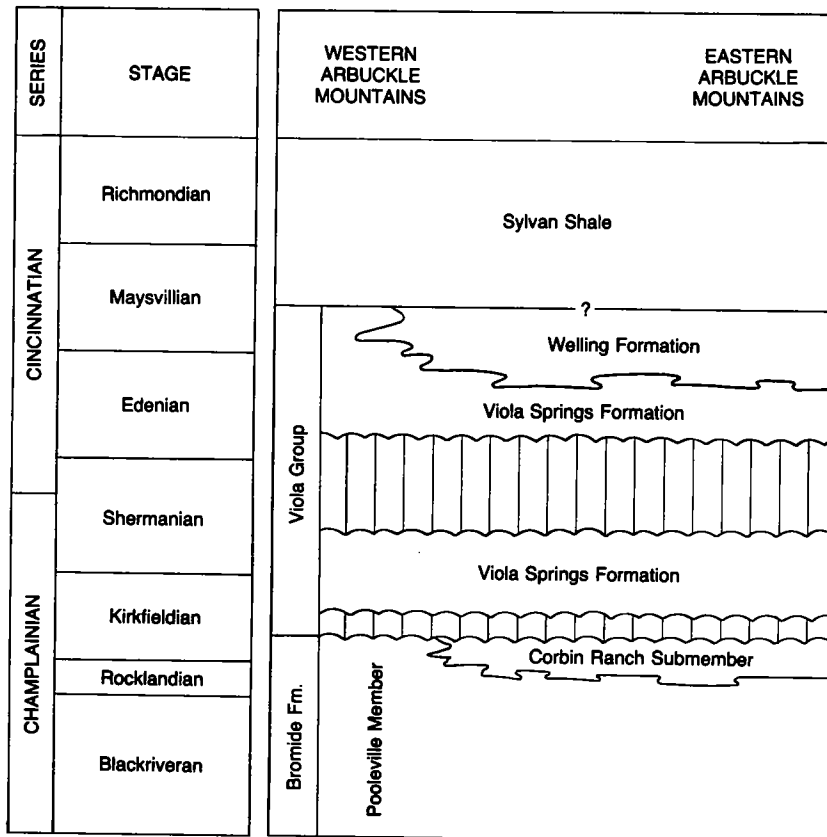 SERIES
STAGE
WESTERN
ARBUCKLE
MOUNTAINS
EASTERN
ARBUCKLE
MOUNTAINS
CINCINNATIAN
Richmondian
Maysvillian
Edenian
CHAMPLAINIAN
Shermanian
Kirkfieldian
Rocklandian
Blackriveran
Sylvan Shale
?
Viola Group
Welling Formation
Viola Springs Formation
Viola Springs Formation
Bromide Fm.
Pooleville Member
Corbin Ranch Submember